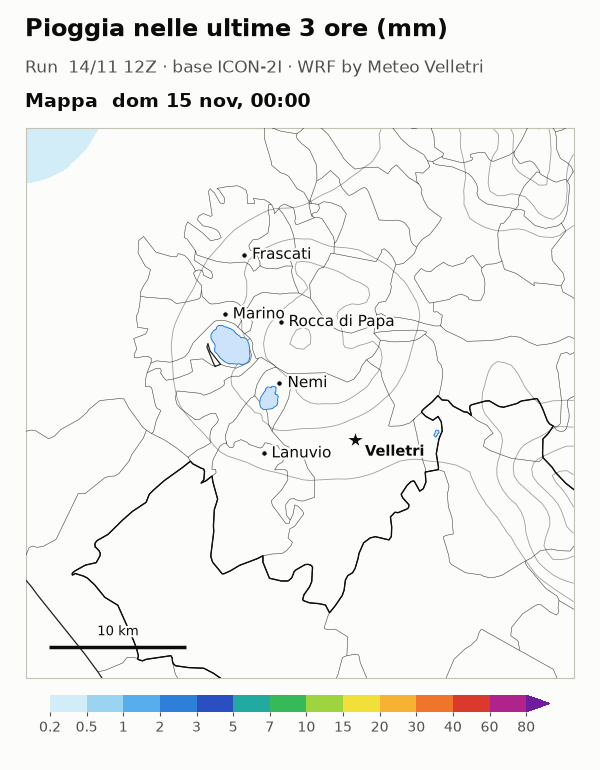 Pioggia nelle ultime 3 ore (mm)
Run  14/11 12Z · base ICON-2I · WRF by Meteo Velletri
Mappa  dom 15 nov, 00:00
Frascati
Marino
Rocca di Papa
Nemi
Velletri
Lanuvio
10 km
0.2 0.5 1 2 3 5 7 10 15 20 30 40 60 80